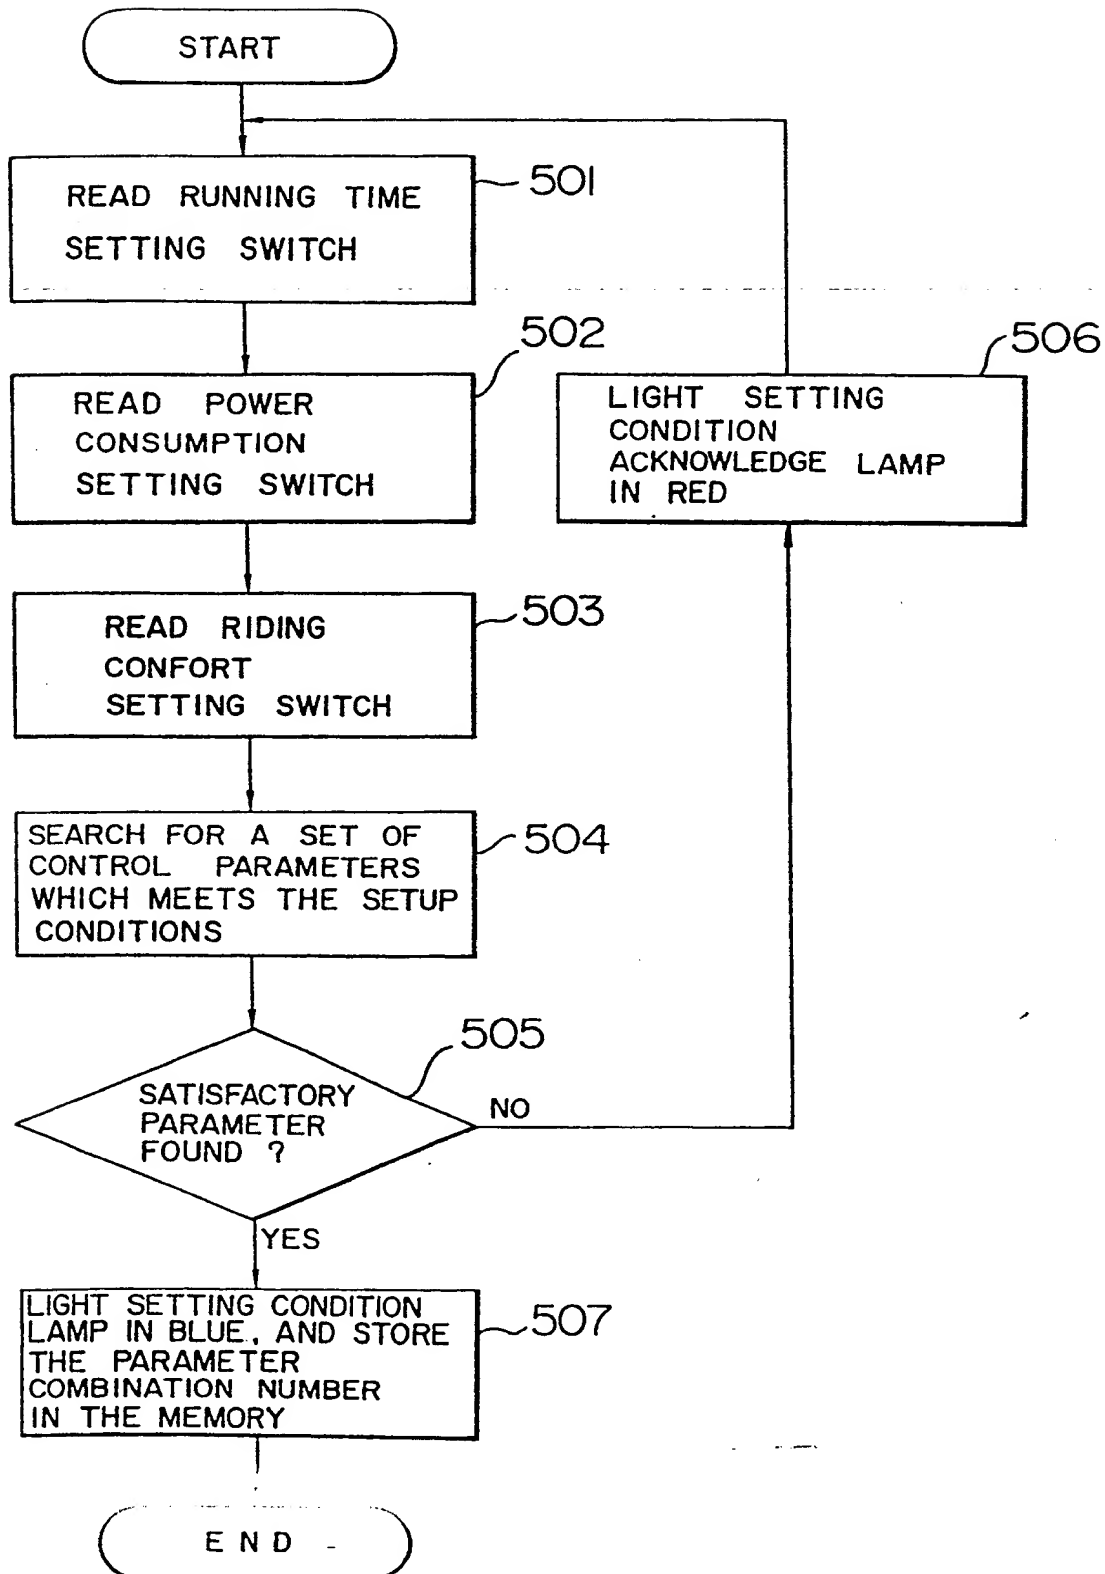 START
READ RUNNING TIME
SETTING SWITCH
501
READ POWER
CONSUMPTION
SETTING SWITCH
502
READ RIDING
CONFORT
SETTING SWITCH
503
SEARCH FOR A SET OF
CONTROL PARAMETERS
WHICH MEETS THE SETUP
CONDITIONS
504
SATISFACTORY
PARAMETER
FOUND ?
505
NO
LIGHT SETTING
CONDITION
ACKNOWLEDGE LAMP
IN RED
506
YES
LIGHT SETTING CONDITION
LAMP IN BLUE, AND STORE
THE PARAMETER
COMBINATION NUMBER
IN THE MEMORY
507
END